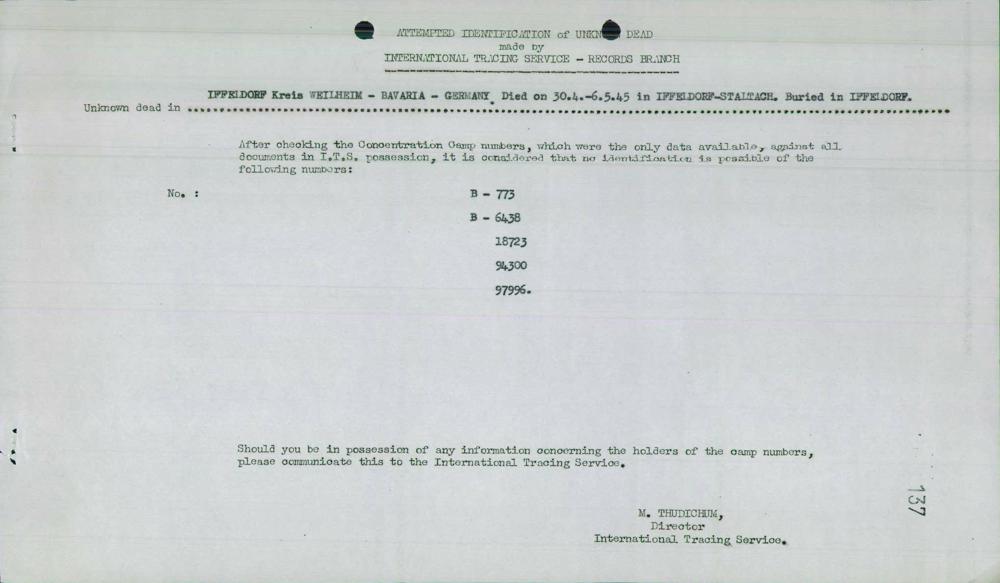 ATTEMPTED IDENTIFICATION of UNKN DEAD
made by
INTERNATIONAL TRACING SERVICE - RECORDS BRANCH
IFFELDORF Kreis WEILHEIM - BAVARIA - GERMANY. Died on 30.4.-6.5.45 in IFFELDORF-STALTACH. Buried in IFFELDORF.
Unknown dead in
After checking the Concentration Camp numbers, which were the only data available, against all
documents in I.T.S. possession, it is considered that no identification is possible of the
following numbers:
No. : B - 773
B - 6438
18723
94300
97996.
Should you be in possession of any information concerning the holders of the camp numbers,
please communicate this to the International Tracing Service.
M. THUDICHUM,
Director
International Tracing Service.
137